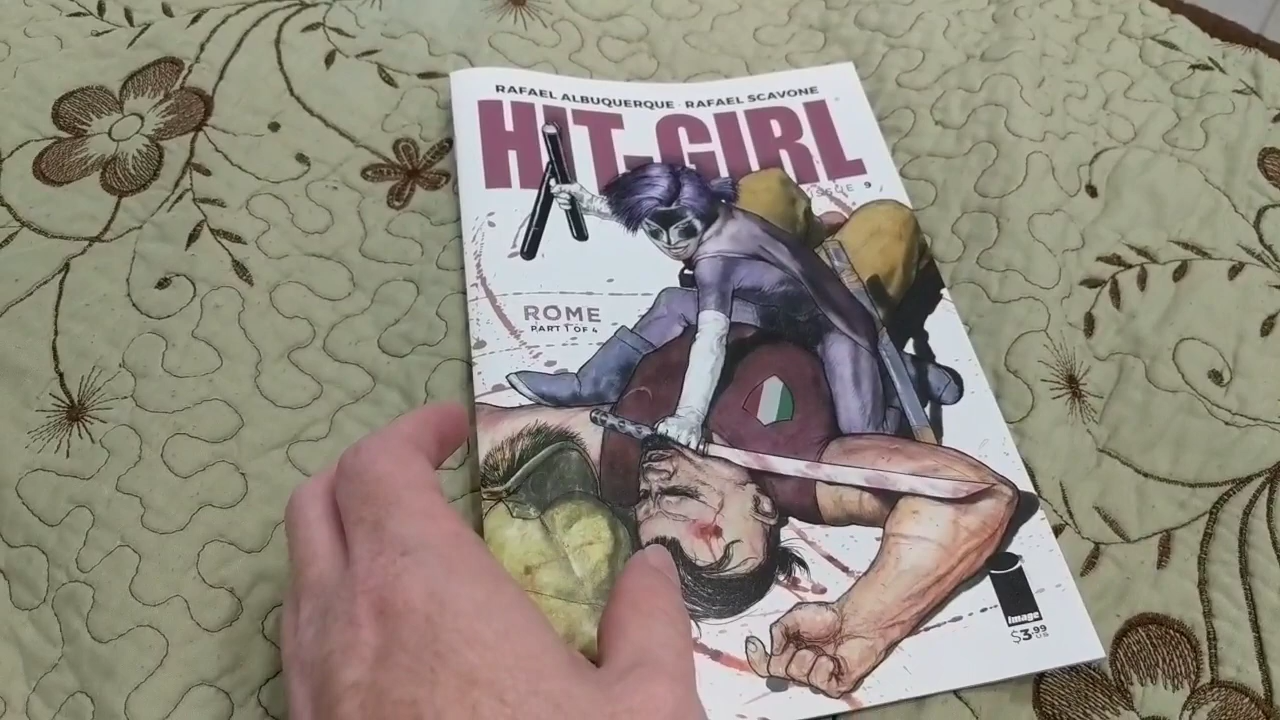 RAFAEL ALBUQUERQUE · RAFAEL SCAVONE
HIT-GIRL
ISSUE 9
ROME
PART 1 OF 4
image
$3.99
US